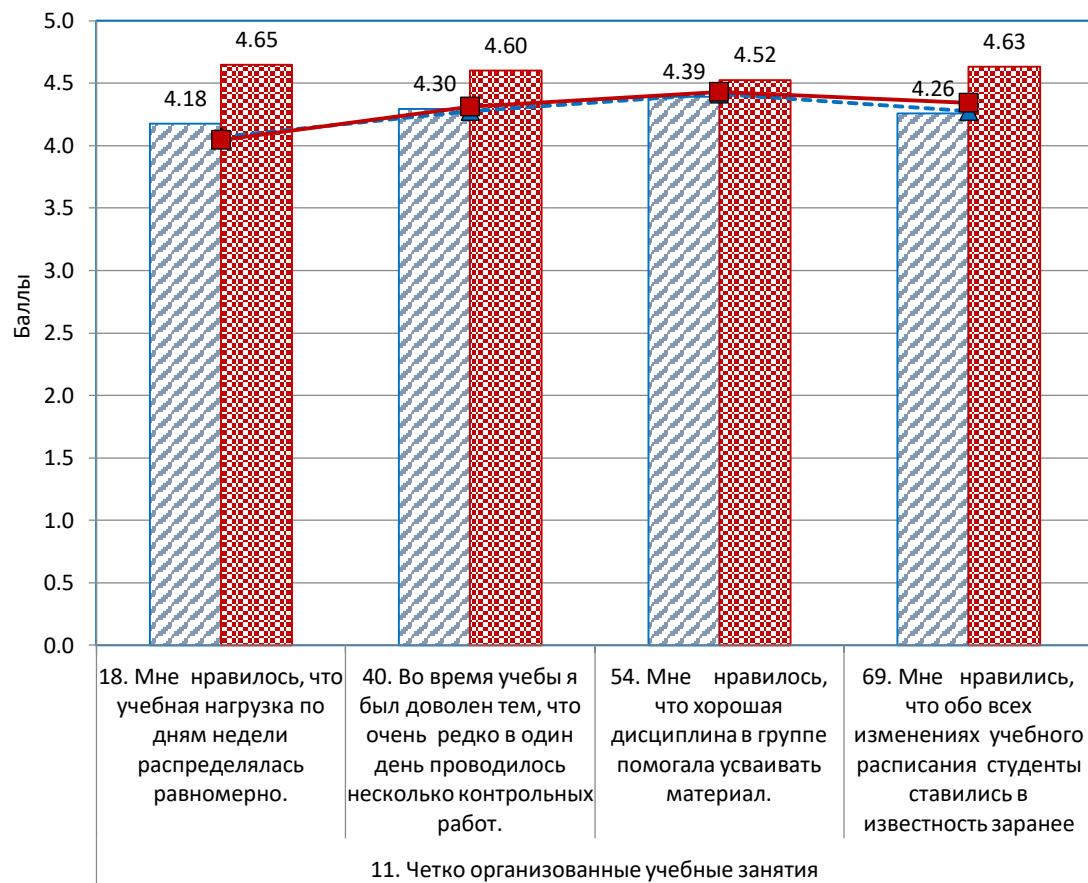 5.0
4.5
4.0
3.5
3.0
2.5
2.0
1.5
1.0
0.5
0.0
Баллы
4.18
4.65
4.30
4.60
4.39
4.52
4.26
4.63
18. Мне нравилось, что
учебная нагрузка по
дням недели
распределялась
равномерно.
40. Во время учебы я
был доволен тем, что
очень редко в один
день проводилось
несколько контрольных
работ.
54. Мне нравилось,
что хорошая
дисциплина в группе
помогала усваивать
материал.
69. Мне нравились,
что обо всех
изменениях учебного
расписания студенты
ставились в
известность заранее
11. Четко организованные учебные занятия